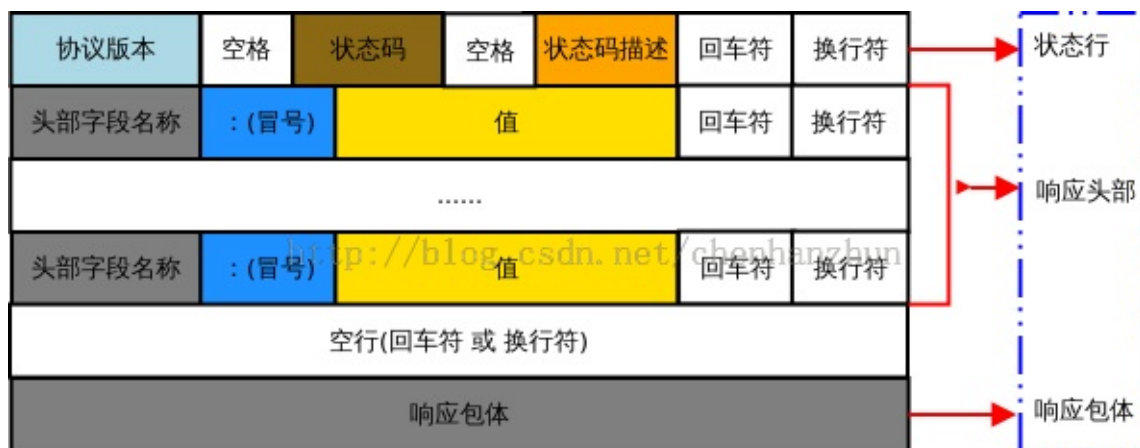 协议版本 空格 状态码 空格 状态码描述 回车符 换行符 状态行
头部字段名称 :(冒号) 值 回车符 换行符
...... 响应头部
头部字段名称 :(冒号) 值 回车符 换行符
http://blog.csdn.net/chenhanzhun
空行(回车符 或 换行符)
响应包体 响应包体